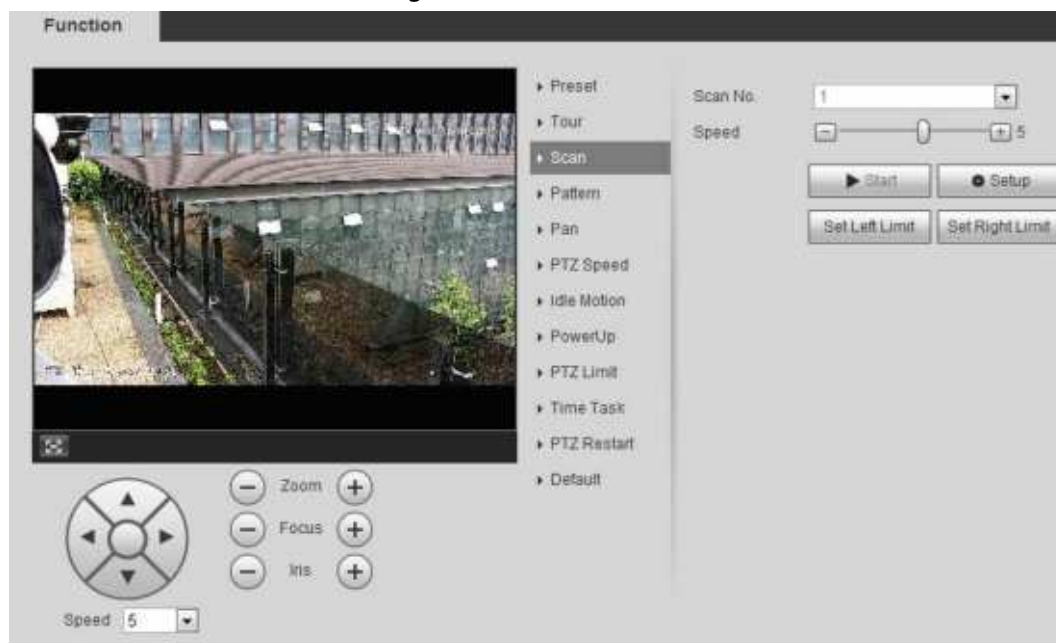 Function
Preset
Tour
Scan
Pattern
Pan
PTZ Speed
Idle Motion
PowerUp
PTZ Limit
Time Task
PTZ Restart
Default
Scan No.
1
Speed
5
Start
Setup
Set Left Limit
Set Right Limit
Zoom
Focus
Iris
Speed
5